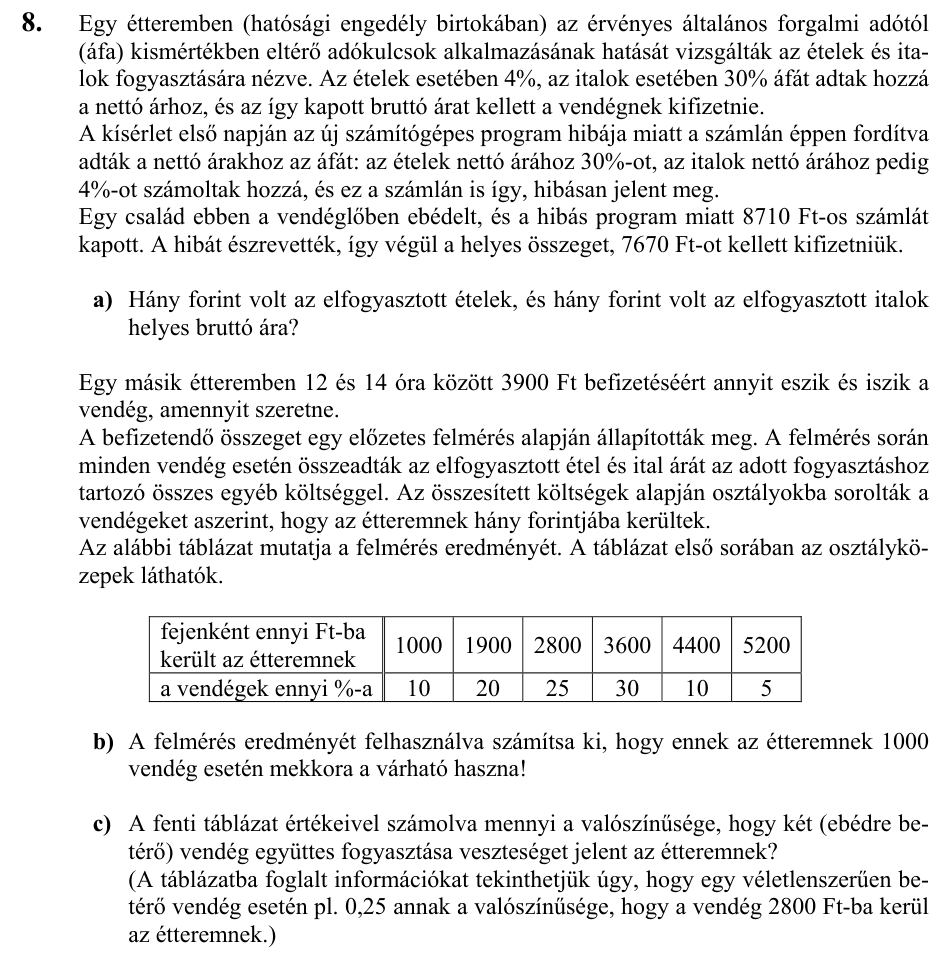 8. Egy étteremben (hatósági engedély birtokában) az érvényes általános forgalmi adótól
(áfa) kismértékben eltérő adókulcsok alkalmazásának hatását vizsgálták az ételek és ita-
lok fogyasztására nézve. Az ételek esetében 4%, az italok esetében 30% áfát adtak hozzá
a nettó árhoz, és az így kapott bruttó árat kellett a vendégnek kifizetnie.
A kísérlet első napján az új számítógépes program hibája miatt a számlán éppen fordítva
adták a nettó árakhoz az áfát: az ételek nettó árához 30%-ot, az italok nettó árához pedig
4%-ot számoltak hozzá, és ez a számlán is így, hibásan jelent meg.
Egy család ebben a vendéglőben ebédelt, és a hibás program miatt 8710 Ft-os számlát
kapott. A hibát észrevették, így végül a helyes összeget, 7670 Ft-ot kellett kifizetniük.
a) Hány forint volt az elfogyasztott ételek, és hány forint volt az elfogyasztott italok
helyes bruttó ára?
Egy másik étteremben 12 és 14 óra között 3900 Ft befizetéséért annyit eszik és iszik a
vendég, amennyit szeretne.
A befizetendő összeget egy előzetes felmérés alapján állapították meg. A felmérés során
minden vendég esetén összeadták az elfogyasztott étel és ital árát az adott fogyasztáshoz
tartozó összes egyéb költséggel. Az összesített költségek alapján osztályokba sorolták a
vendégeket aszerint, hogy az étteremnek hány forintjába kerültek.
Az alábbi táblázat mutatja a felmérés eredményét. A táblázat első sorában az osztálykö-
zepek láthatók.
fejenként ennyi Ft-ba
került az étteremnek 1000 1900 2800 3600 4400 5200
a vendégek ennyi %-a 10 20 25 30 10 5
b) A felmérés eredményét felhasználva számítsa ki, hogy ennek az étteremnek 1000
vendég esetén mekkora a várható haszna!
c) A fenti táblázat értékeivel számolva mennyi a valószínűsége, hogy két (ebédre be-
térő) vendég együttes fogyasztása veszteséget jelent az étteremnek?
(A táblázatba foglalt információkat tekinthetjük úgy, hogy egy véletlenszerűen be-
térő vendég esetén pl. 0,25 annak a valószínűsége, hogy a vendég 2800 Ft-ba kerül
az étteremnek.)